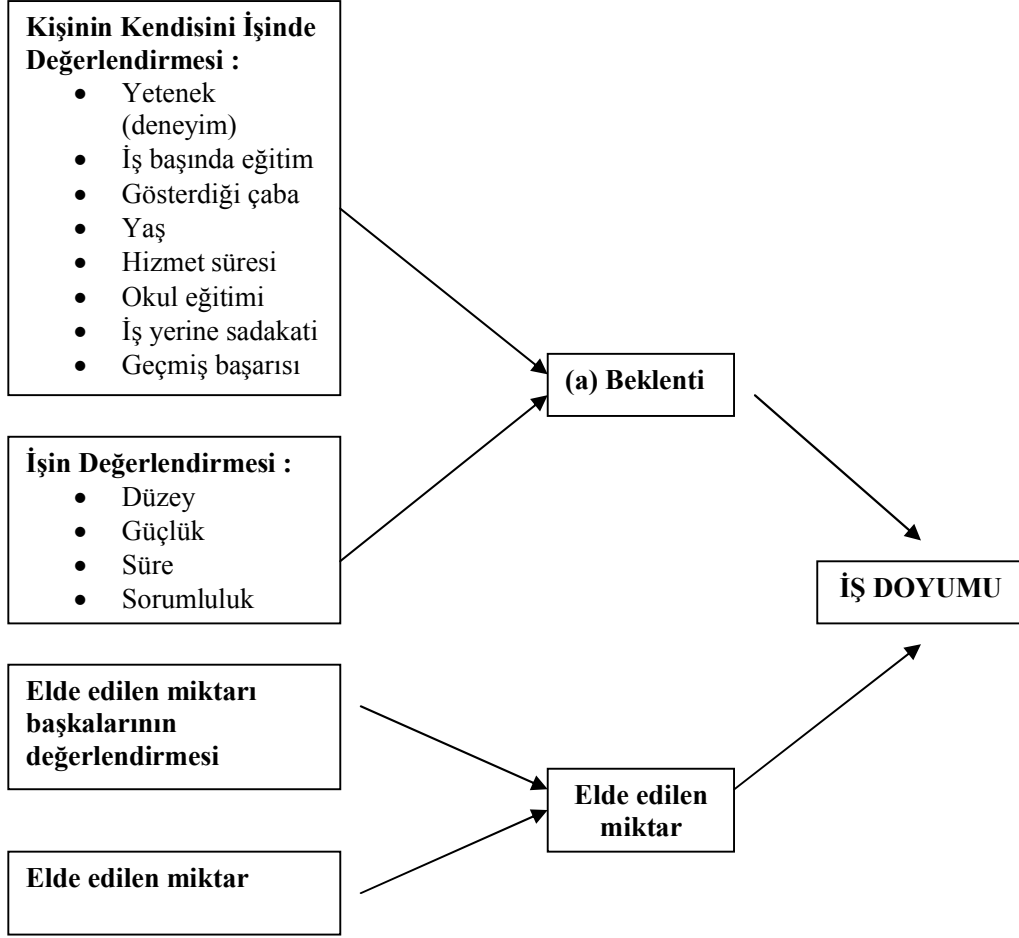 Kişinin Kendisini İşinde
Değerlendirmesi :
• Yetenek
(deneyim)
• İş başında eğitim
• Gösterdiği çaba
• Yaş
• Hizmet süresi
• Okul eğitimi
• İş yerine sadakati
• Geçmiş başarısı
(a) Beklenti
İşin Değerlendirmesi :
• Düzey
• Güçlük
• Süre
• Sorumluluk
İŞ DOYUMU
Elde edilen miktarı
başkalarının
değerlendirmesi
Elde edilen
miktar
Elde edilen miktar